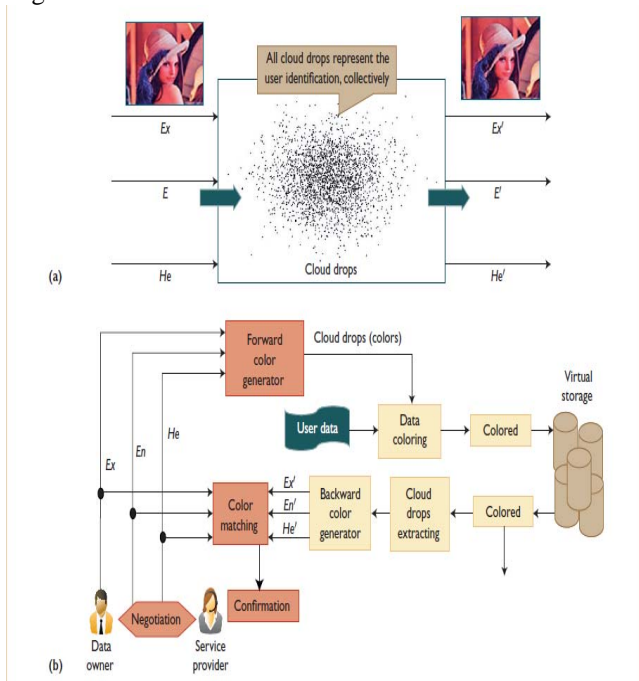 All cloud drops represent the
user identification, collectively
Ex
Ex'
E
E'
He
He'
Cloud drops
(a)
Forward
color
generator
Cloud drops (colors)
Virtual
storage
User data
Data
coloring
Colored
Ex
En
He
Color
matching
Ex'
En'
He'
Backward
color
generator
Cloud
drops
extracting
Colored
Negotiation
Confirmation
Data
owner
Service
provider
(b)